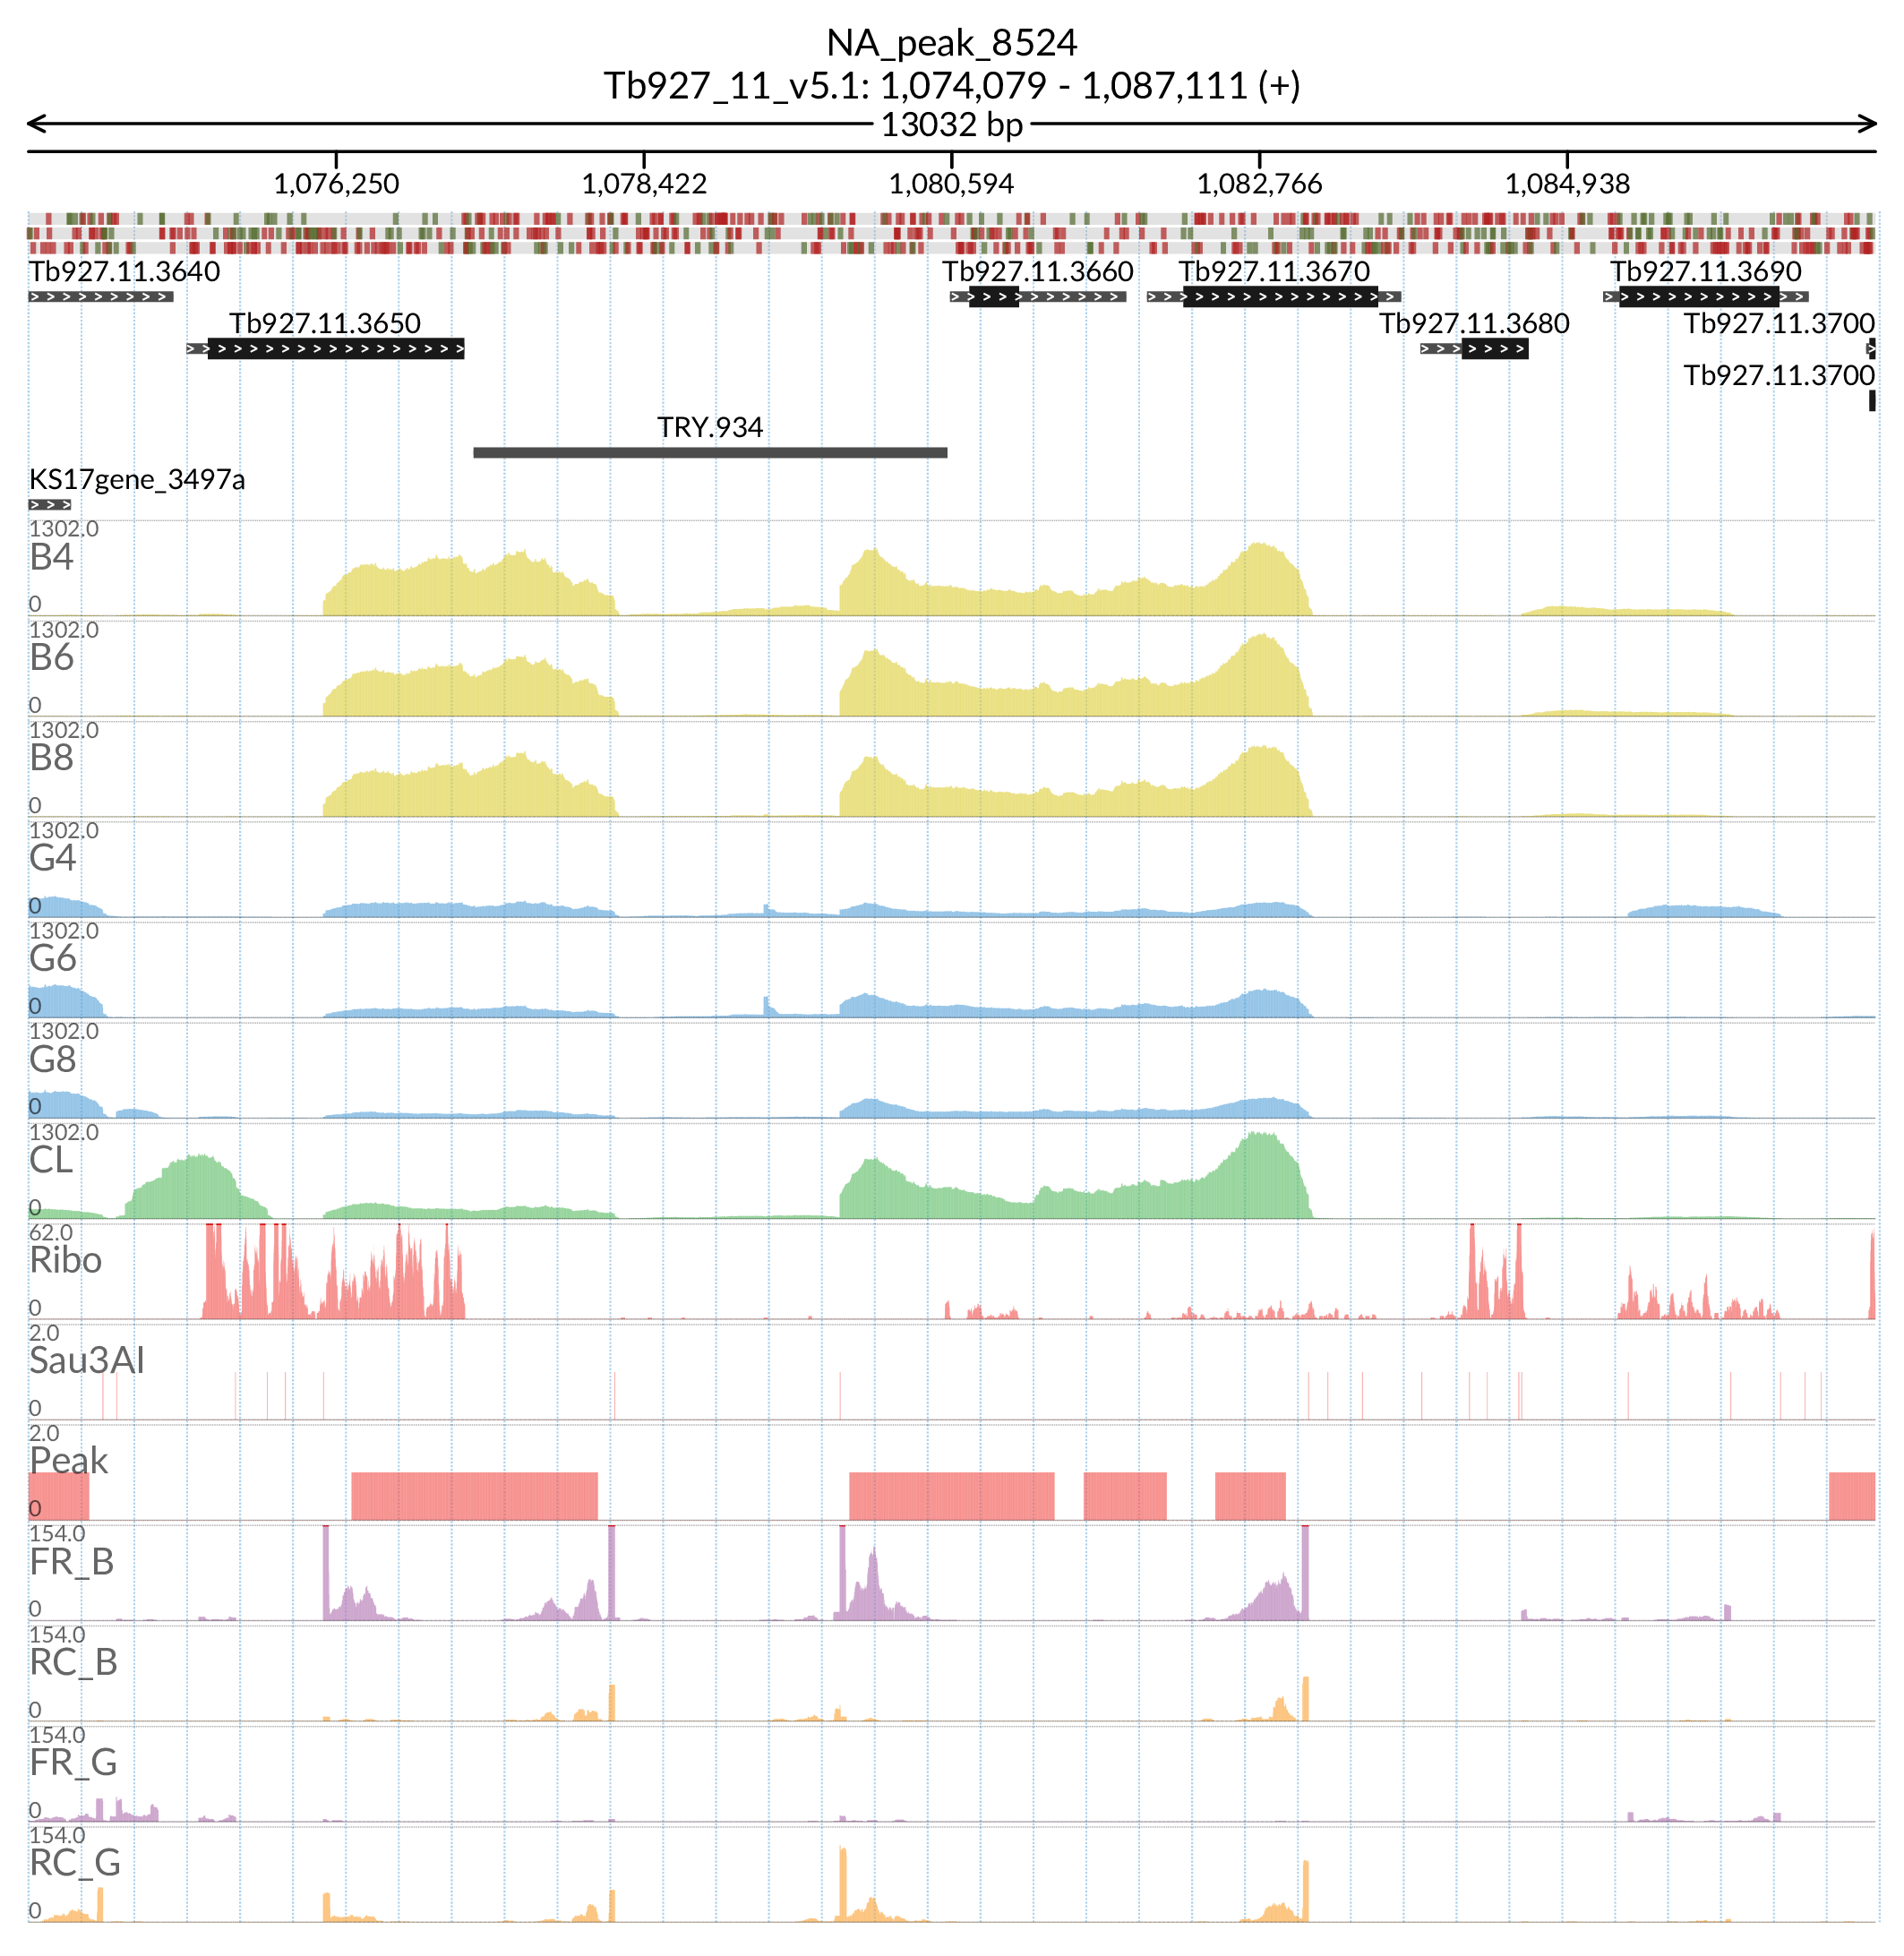 NA_peak_8524
Tb927_11_v5.1: 1,074,079 - 1,087,111 (+)
13032 bp
1,076,250 1,078,422 1,080,594 1,082,766 1,084,938
Tb927.11.3640 Tb927.11.3660 Tb927.11.3670 Tb927.11.3690
Tb927.11.3650 Tb927.11.3680 Tb927.11.3700
Tb927.11.3700
TRY.934
KS17gene_3497a
1302.0
B4
0
1302.0
B6
0
1302.0
B8
0
1302.0
G4
0
1302.0
G6
0
1302.0
G8
0
1302.0
CL
0
62.0
Ribo
0
2.0
Sau3AI
0
2.0
Peak
0
154.0
FR_B
0
154.0
RC_B
0
154.0
FR_G
0
154.0
RC_G
0